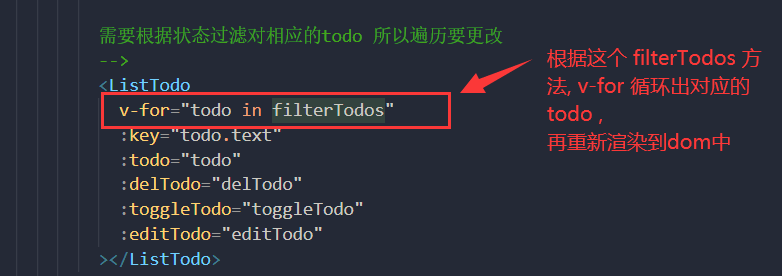 需要根据状态过滤对相应的todo 所以遍历要更改
-->
<ListTodo
v-for="todo in filterTodos"
:key="todo.text"
:todo="todo"
:delTodo="delTodo"
:toggleTodo="toggleTodo"
:editTodo="editTodo"
></ListTodo>
根据这个 filterTodos 方
法, v-for 循环出对应的
todo ,
再重新渲染到dom中